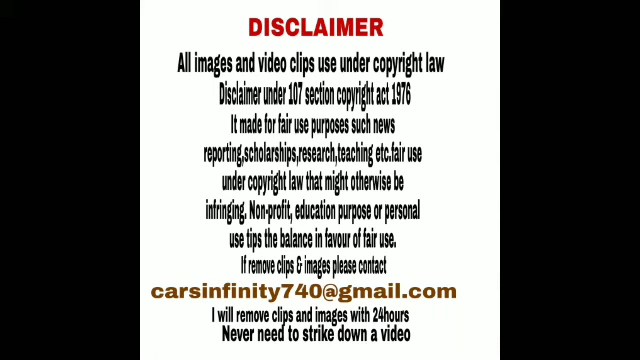 DISCLAIMER
All images and video clips use under copyright law
Disclaimer under 107 section copyright act 1976
It made for fair use purposes such news
reporting,scholarships,research,teaching etc.fair use
under copyright law that might otherwise be
infringing. Non-profit, education purpose or personal
use tips the balance in favour of fair use.
If remove clips & images please contact
carsinfinity740@gmail.com
I will remove clips and images with 24hours
Never need to strike down a video